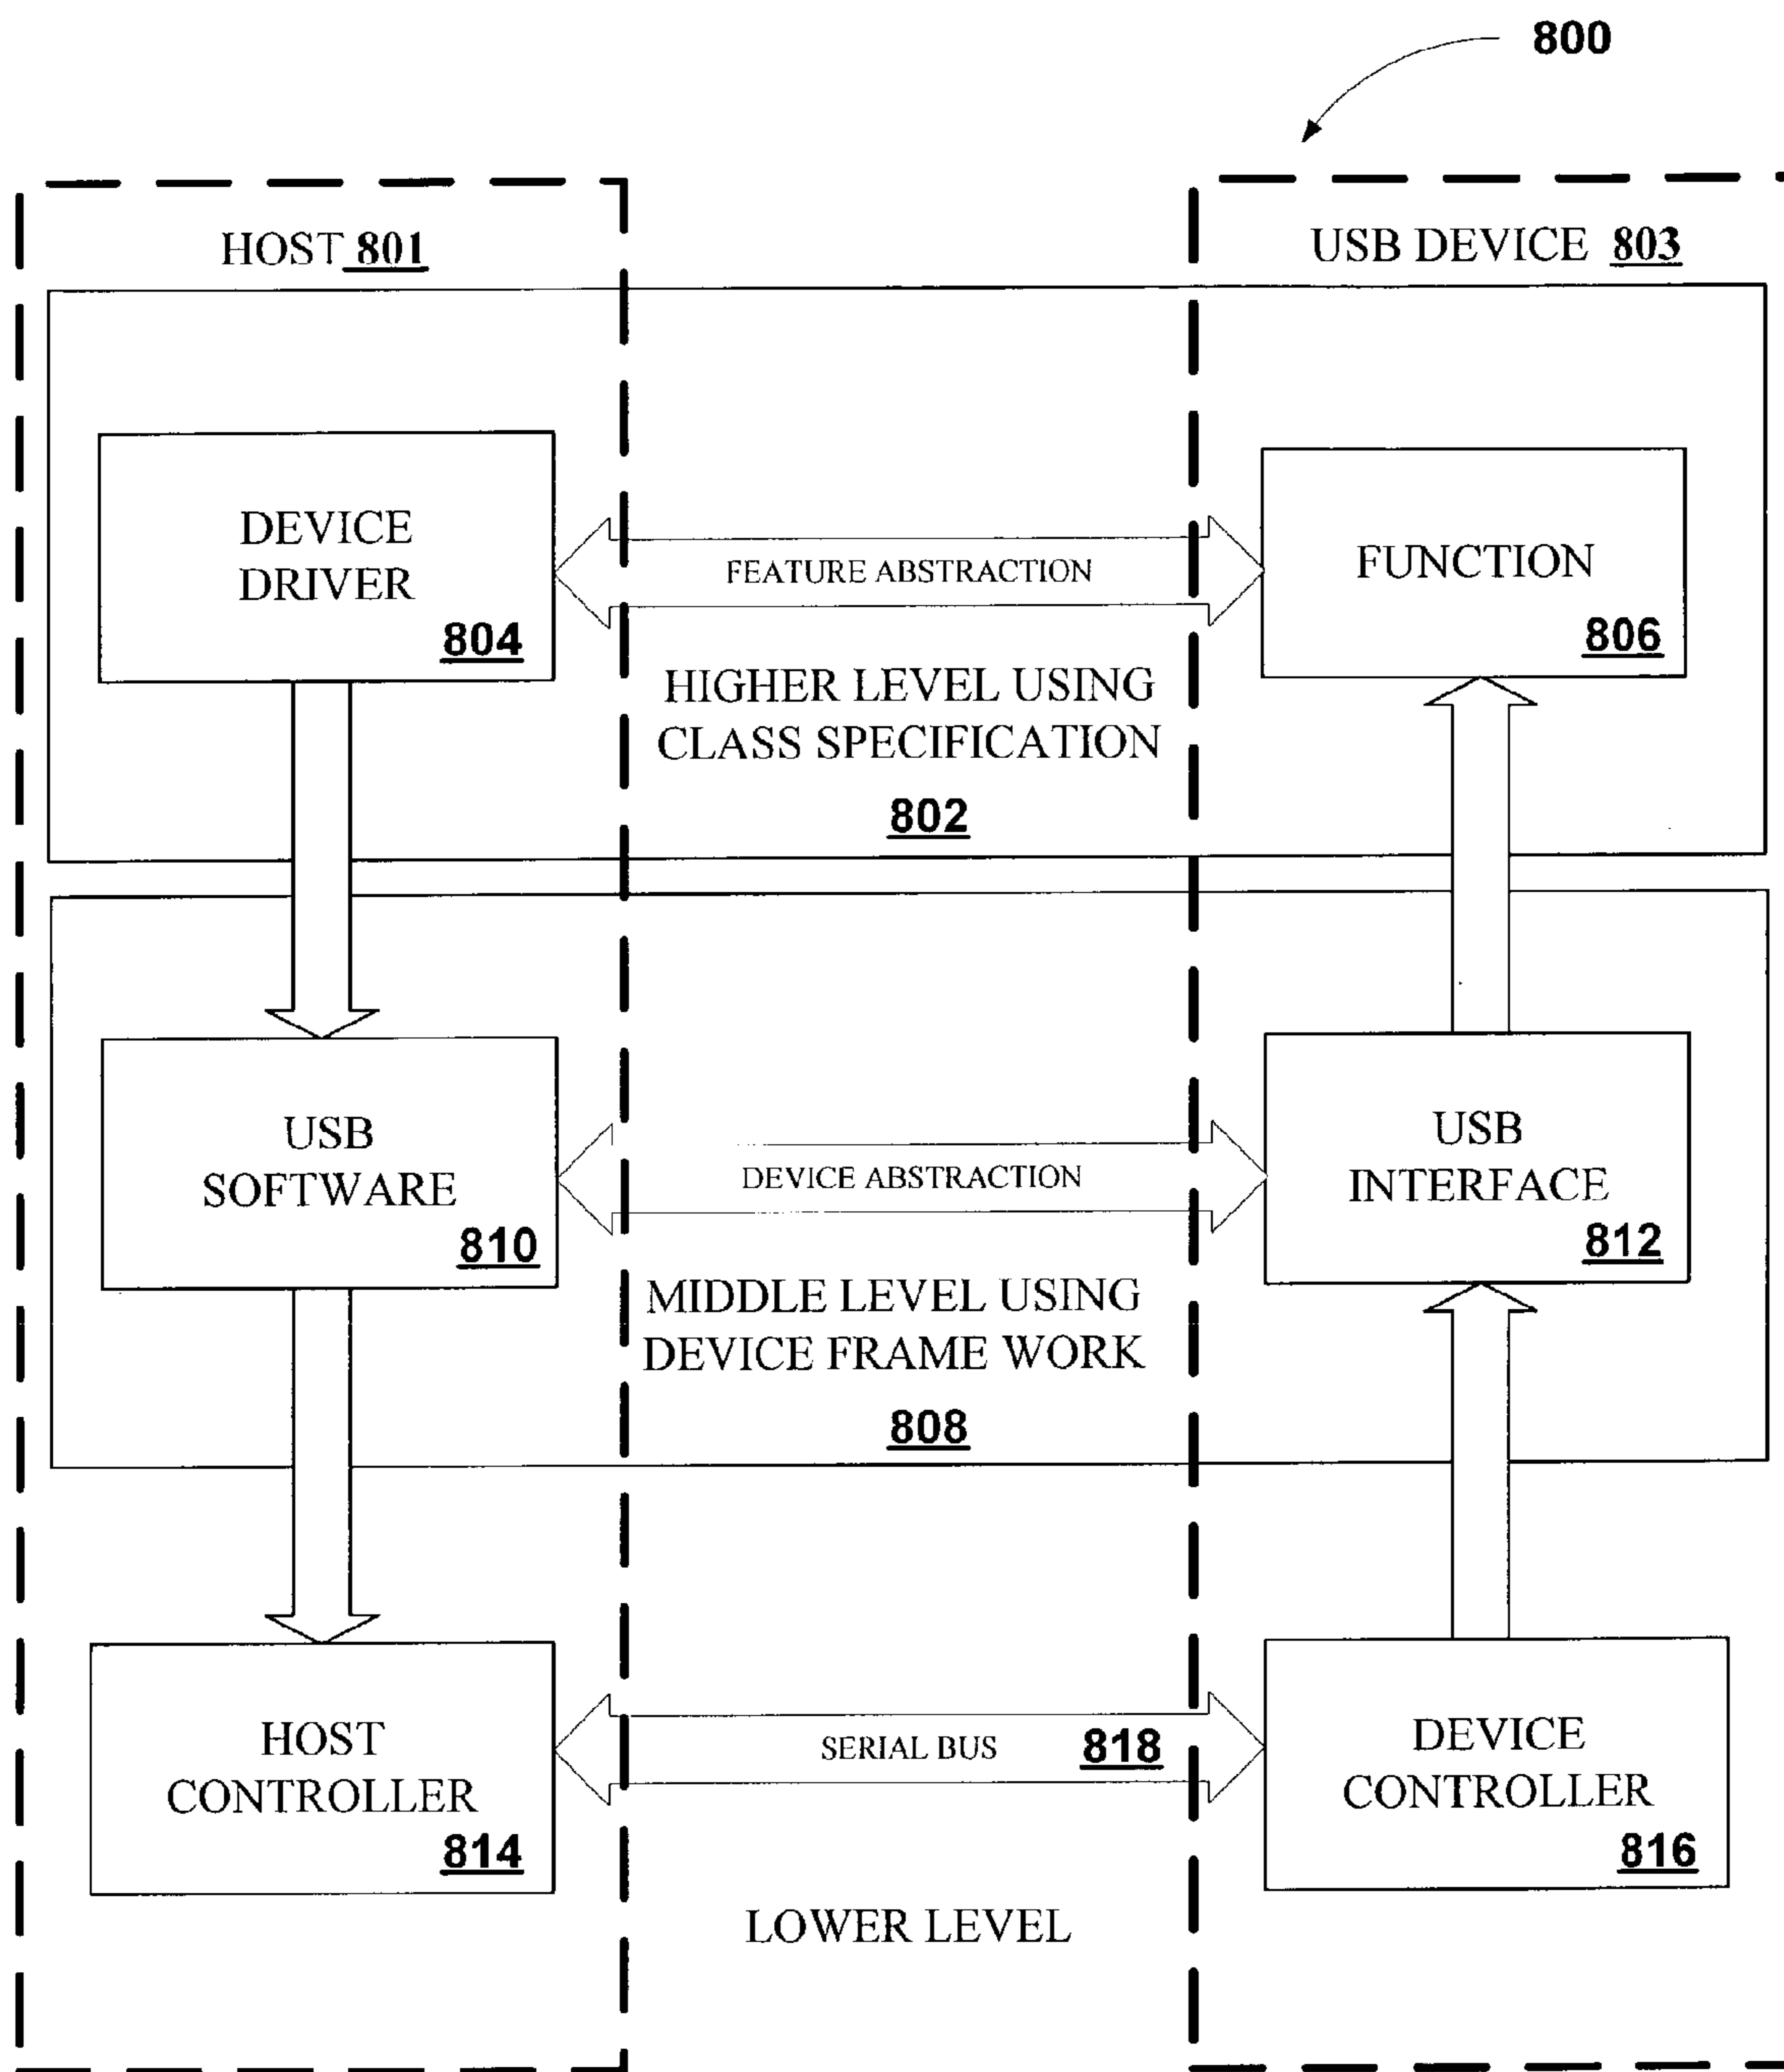 800
HOST 801
USB DEVICE 803
DEVICE
DRIVER
804
FEATURE ABSTRACTION
FUNCTION
806
HIGHER LEVEL USING
CLASS SPECIFICATION
802
USB
SOFTWARE
810
DEVICE ABSTRACTION
USB
INTERFACE
812
MIDDLE LEVEL USING
DEVICE FRAME WORK
808
HOST
CONTROLLER
814
SERIAL BUS 818
DEVICE
CONTROLLER
816
LOWER LEVEL